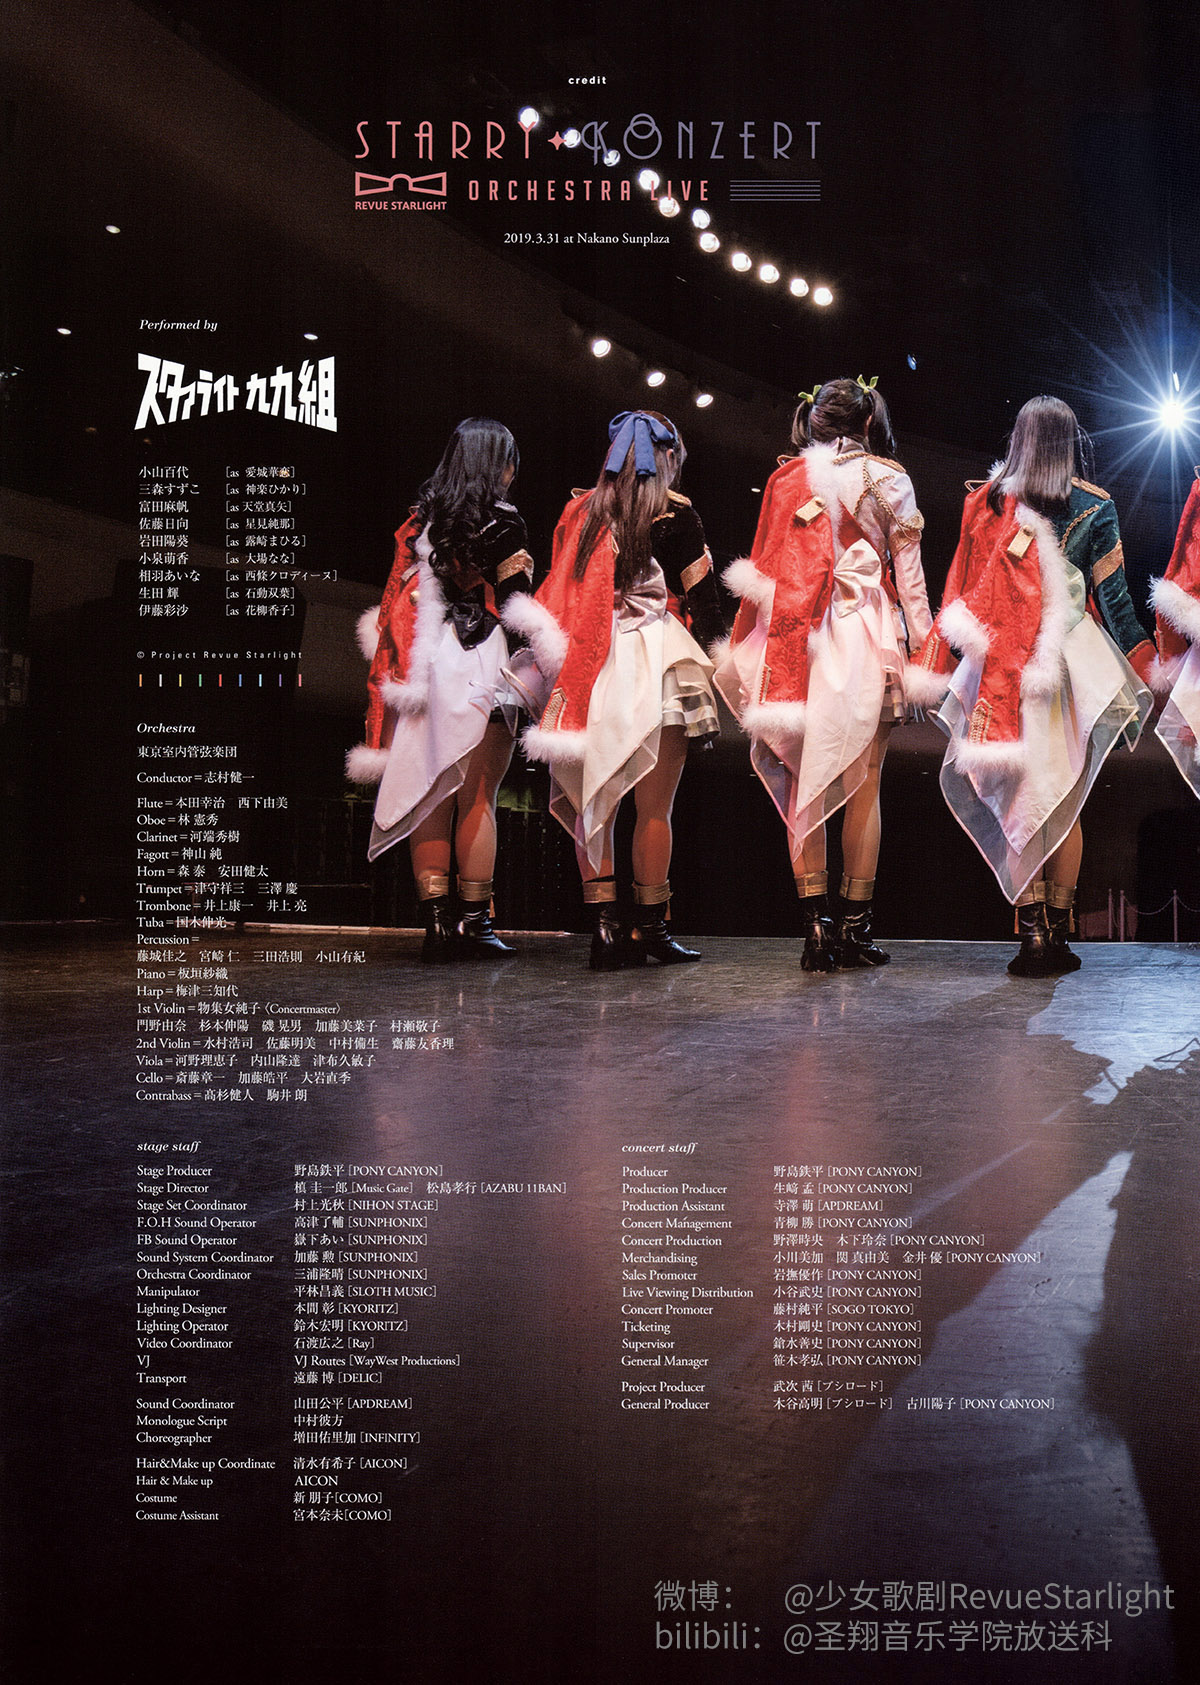 credit
STARRY KONZERT
REVUE STARLIGHT
ORCHESTRA LIVE
2019.3.31 at Nakano Sunplaza
Performed by
スタァライト九九組
小山百代 [as 愛城華恋]
三森すずこ [as 神楽ひかり]
富田麻帆 [as 天堂真矢]
佐藤日向 [as 星見純那]
岩田陽葵 [as 露崎まひる]
小泉萌香 [as 大場なな]
相羽あいな [as 西條クロディーヌ]
生田 輝 [as 石動双葉]
伊藤彩沙 [as 花柳香子]
© Project Revue Starlight
Orchestra
東京室内管弦楽団
Conductor=志村健一
Flute=本田幸治 西下由美
Oboe=林 憲秀
Clarinet=河端秀樹
Fagott=神山 純
Horn=森 泰 安田健太
Trumpet=津守祥三 三澤 慶
Trombone=井上康一 井上 亮
Tuba=国木伸光
Percussion=
藤城佳之 宮崎 仁 三田浩則 小山有紀
Piano=板垣紗織
Harp=梅津三知代
1st Violin=物集女純子〈Concertmaster〉
門野由奈 杉本伸陽 磯 晃男 加藤美菜子 村瀬敬子
2nd Violin=水村浩司 佐藤明美 中村備生 齋藤友香理
Viola=河野理恵子 内山隆達 津布久敏子
Cello=斎藤章一 加藤皓平 大岩直季
Contrabass=髙杉健人 駒井 朗
stage staff
Stage Producer 野島鉄平 [PONY CANYON]
Stage Director 槙 圭一郎 [Music Gate] 松島孝行 [AZABU 11BAN]
Stage Set Coordinator 村上光秋 [NIHON STAGE]
F.O.H Sound Operator 高津了輔 [SUNPHONIX]
FB Sound Operator 嶽下あい [SUNPHONIX]
Sound System Coordinator 加藤 勲 [SUNPHONIX]
Orchestra Coordinator 三浦隆晴 [SUNPHONIX]
Manipulator 平林昌義 [SLOTH MUSIC]
Lighting Designer 本間 彰 [KYORITZ]
Lighting Operator 鈴木宏明 [KYORITZ]
Video Coordinator 石渡広之 [Ray]
VJ VJ Routes [WayWest Productions]
Transport 遠藤 博 [DELIC]
Sound Coordinator 山田公平 [APDREAM]
Monologue Script 中村彼方
Choreographer 増田佑里加 [INFINITY]
Hair&Make up Coordinate 清水有希子 [AICON]
Hair & Make up AICON
Costume 新 朋子[COMO]
Costume Assistant 宮本奈未[COMO]
concert staff
Producer 野島鉄平 [PONY CANYON]
Production Producer 生﨑 孟 [PONY CANYON]
Production Assistant 寺澤 萌 [APDREAM]
Concert Management 青柳 勝 [PONY CANYON]
Concert Production 野澤時央 木下玲奈 [PONY CANYON]
Merchandising 小川美加 関 真由美 金井 優 [PONY CANYON]
Sales Promoter 岩撫優作 [PONY CANYON]
Live Viewing Distribution 小谷武史 [PONY CANYON]
Concert Promoter 藤村純平 [SOGO TOKYO]
Ticketing 木村剛史 [PONY CANYON]
Supervisor 鎗水善史 [PONY CANYON]
General Manager 笹木孝弘 [PONY CANYON]
Project Producer 武次 茜 [ブシロード]
General Producer 木谷高明 [ブシロード] 古川陽子 [PONY CANYON]
微博： @少女歌剧RevueStarlight
bilibili：@圣翔音乐学院放送科